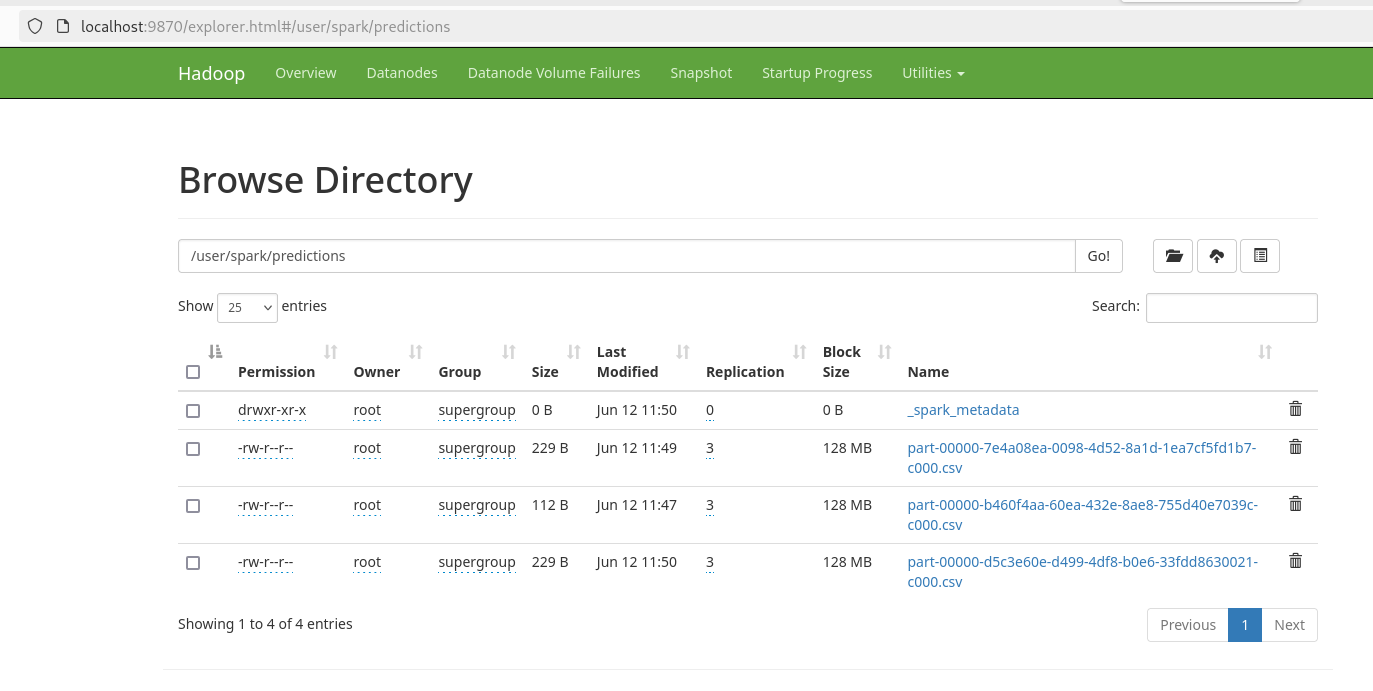 localhost:9870/explorer.html#/user/spark/predictions
Hadoop Overview Datanodes Datanode Volume Failures Snapshot Startup Progress Utilities
Browse Directory
/user/spark/predictions Go!
Show 25 entries Search:
Permission Owner Group Size Last Modified Replication Block Size Name
drwxr-xr-x root supergroup 0 B Jun 12 11:50 0 0 B _spark_metadata
-rw-r--r-- root supergroup 229 B Jun 12 11:49 3 128 MB part-00000-7e4a08ea-0098-4d52-8a1d-1ea7cf5fd1b7-
c000.csv
-rw-r--r-- root supergroup 112 B Jun 12 11:47 3 128 MB part-00000-b460f4aa-60ea-432e-8ae8-755d40e7039c-
c000.csv
-rw-r--r-- root supergroup 229 B Jun 12 11:50 3 128 MB part-00000-d5c3e60e-d499-4df8-b0e6-33fdd8630021-
c000.csv
Showing 1 to 4 of 4 entries Previous 1 Next